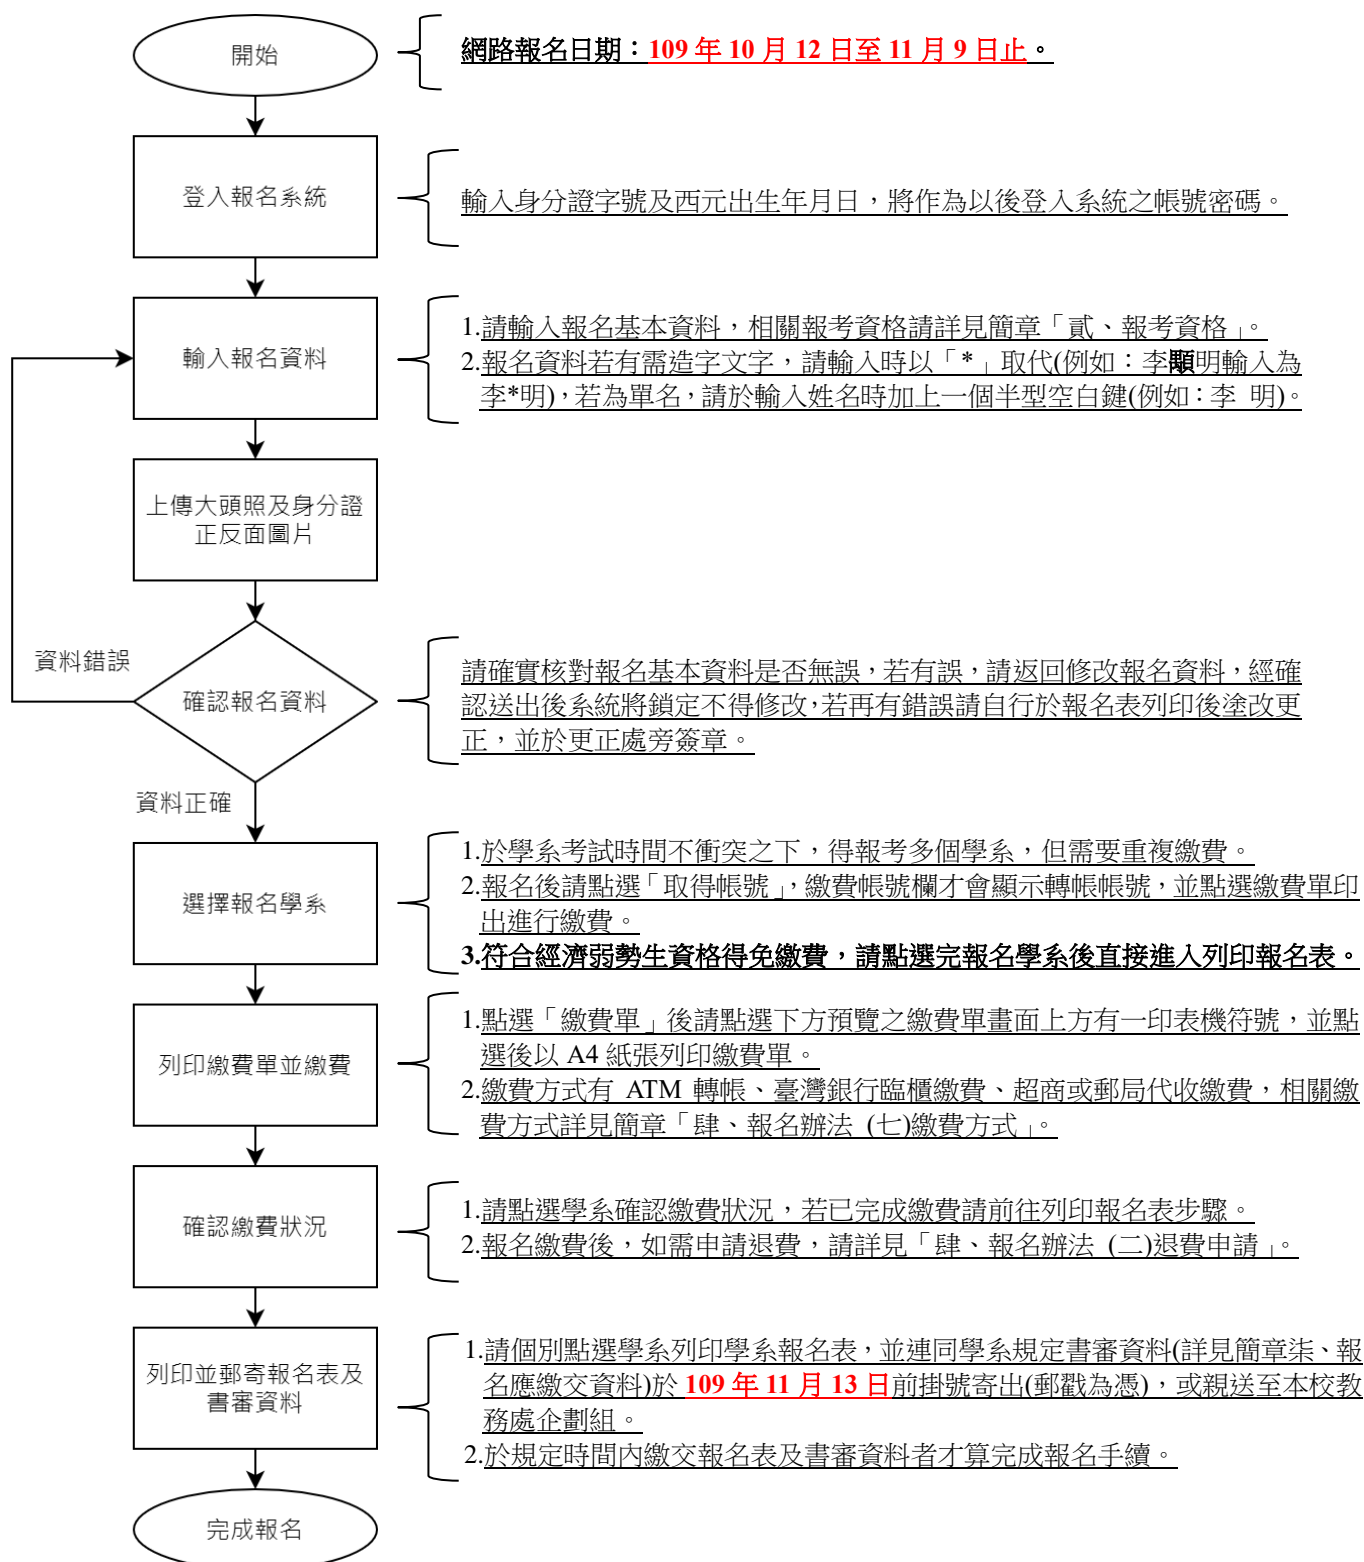 開始
網路報名日期：109 年 10 月 12 日至 11 月 9 日止。
登入報名系統
輸入身分證字號及西元出生年月日，將作為以後登入系統之帳號密碼。
輸入報名資料
1.請輸入報名基本資料，相關報考資格請詳見簡章「貳、報考資格」。
2.報名資料若有需造字文字，請輸入時以「*」取代(例如：李顯明輸入為
李*明)，若為單名，請於輸入姓名時加上一個半型空白鍵(例如：李 明)。
上傳大頭照及身分證
正反面圖片
資料錯誤
確認報名資料
請確實核對報名基本資料是否無誤，若有誤，請返回修改報名資料，經確
認送出後系統將鎖定不得修改，若再有錯誤請自行於報名表列印後塗改更
正，並於更正處旁簽章。
資料正確
選擇報名學系
1.於學系考試時間不衝突之下，得報考多個學系，但需要重複繳費。
2.報名後請點選「取得帳號」，繳費帳號欄才會顯示轉帳帳號，並點選繳費單印
出進行繳費。
3.符合經濟弱勢生資格得免繳費，請點選完報名學系後直接進入列印報名表。
列印繳費單並繳費
1.點選「繳費單」後請點選下方預覽之繳費單畫面上方有一印表機符號，並點
選後以 A4 紙張列印繳費單。
2.繳費方式有 ATM 轉帳、臺灣銀行臨櫃繳費、超商或郵局代收繳費，相關繳
費方式詳見簡章「肆、報名辦法 (七)繳費方式」。
確認繳費狀況
1.請點選學系確認繳費狀況，若已完成繳費請前往列印報名表步驟。
2.報名繳費後，如需申請退費，請詳見「肆、報名辦法 (二)退費申請」。
列印並郵寄報名表及
書審資料
1.請個別點選學系列印學系報名表，並連同學系規定書審資料(詳見簡章柒、報
名應繳交資料)於 109 年 11 月 13 日前掛號寄出(郵戳為憑)，或親送至本校教
務處企劃組。
2.於規定時間內繳交報名表及書審資料者才算完成報名手續。
完成報名